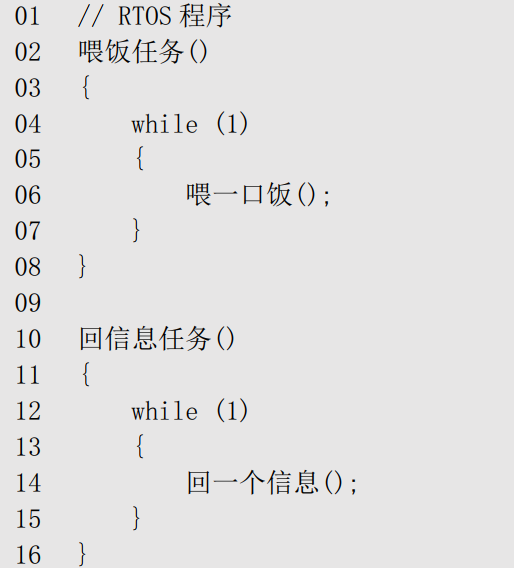 01 // RTOS 程序
02 喂饭任务()
03 {
04 while (1)
05 {
06 喂一口饭();
07 }
08 }
09
10 回信息任务()
11 {
12 while (1)
13 {
14 回一个信息();
15 }
16 }